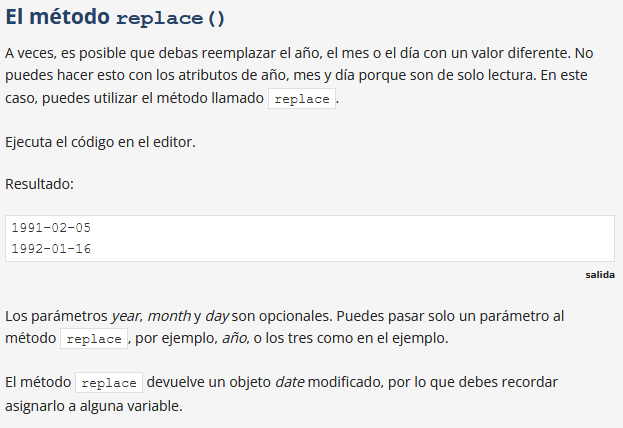 El método replace()
A veces, es posible que debas reemplazar el año, el mes o el día con un valor diferente. No
puedes hacer esto con los atributos de año, mes y día porque son de solo lectura. En este
caso, puedes utilizar el método llamado replace.
Ejecuta el código en el editor.
Resultado:
1991-02-05
1992-01-16
salida
Los parámetros year, month y day son opcionales. Puedes pasar solo un parámetro al
método replace, por ejemplo, año, o los tres como en el ejemplo.
El método replace devuelve un objeto date modificado, por lo que debes recordar
asignarlo a alguna variable.